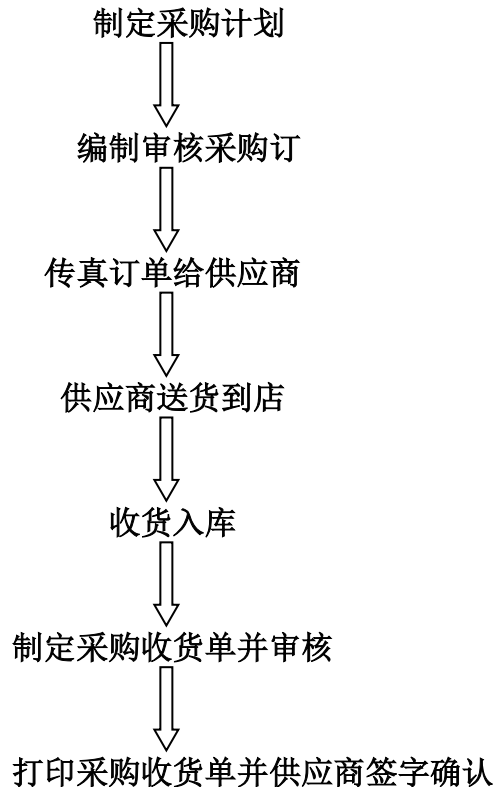 制定采购计划
编制审核采购订
传真订单给供应商
供应商送货到店
收货入库
制定采购收货单并审核
打印采购收货单并供应商签字确认